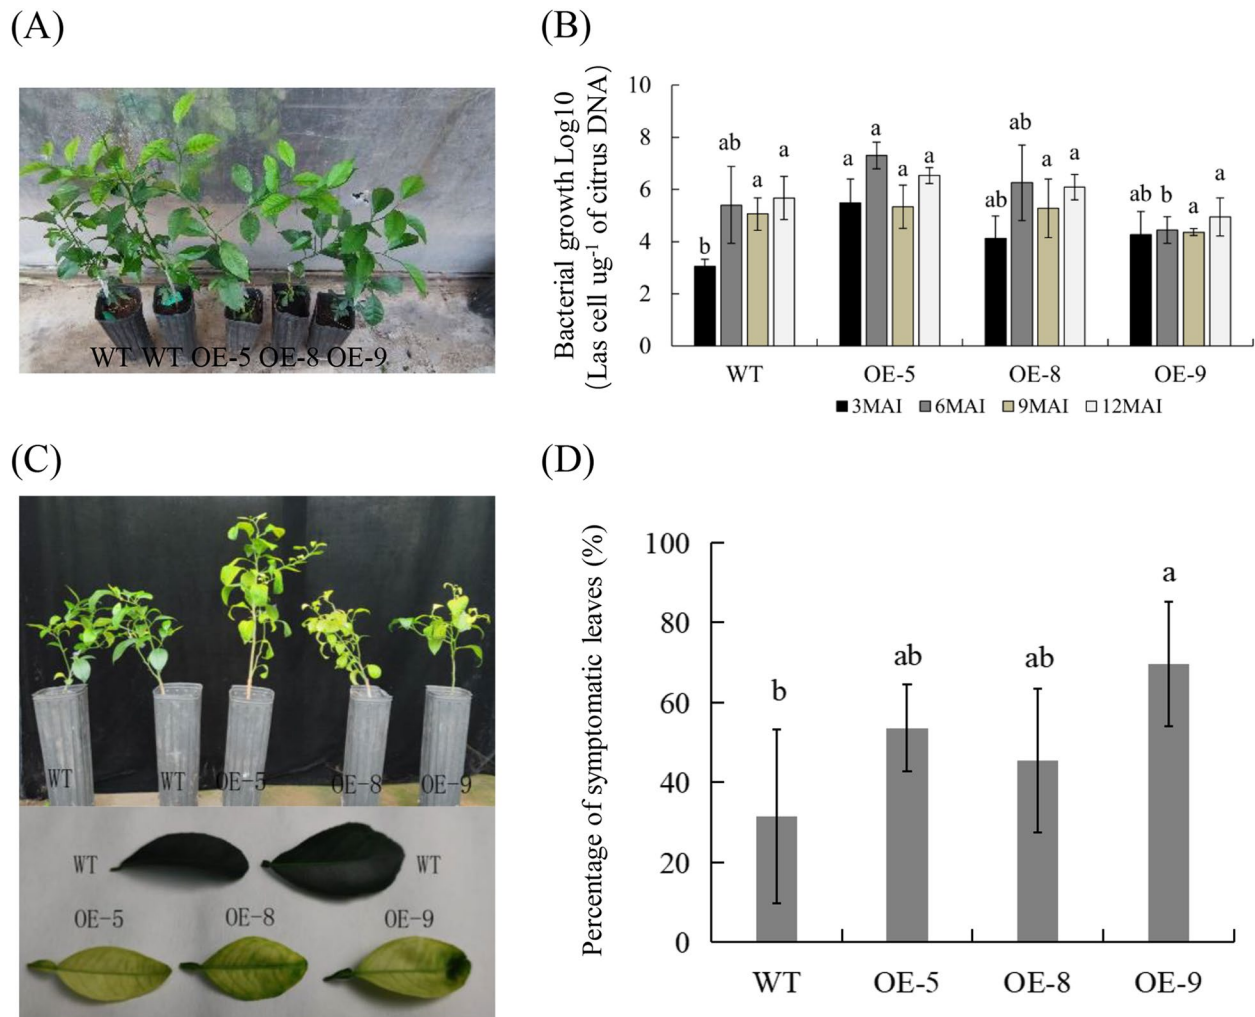 (A)
WT WT OE-5 OE-8 OE-9
(B)
Bacterial growth Log10
(Las cell ug⁻¹ of citrus DNA)
10
8
6
4
2
0
b ab a a
a a a a
ab ab a a
ab b a a
WT OE-5 OE-8 OE-9
3MAI 6MAI 9MAI 12MAI
(C)
WT WT OE-5 OE-8 OE-9
WT WT
OE-5 OE-8 OE-9
(D)
Percentage of symptomatic leaves (%)
100
80
60
40
20
0
b ab ab a
WT OE-5 OE-8 OE-9